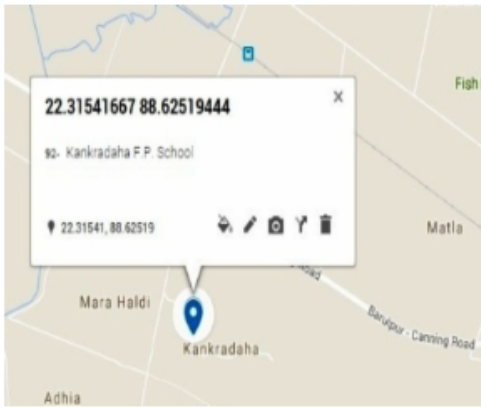 Fish
22.31541667 88.62519444
92- Kankradaha F.P. School
22.31541, 88.62519
Matla
Road
Baruipur - Canning Road
Mara Haldi
Kankradaha
Adhia